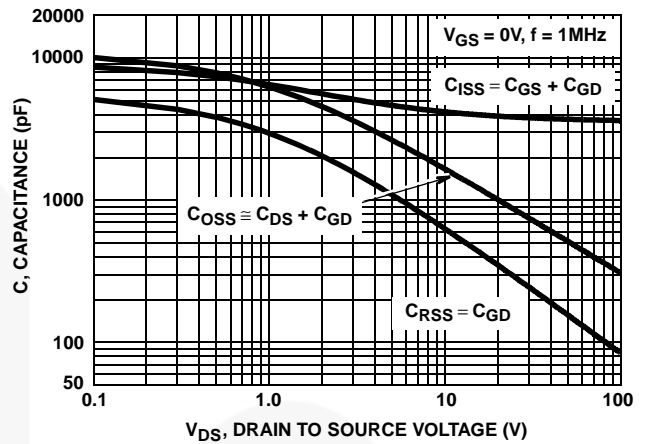 20000
10000
1000
100
50
C, CAPACITANCE (pF)
VGS = 0V, f = 1MHz
CISS = CGS + CGD
COSS ≅ CDS + CGD
CRSS = CGD
0.1
1.0
10
100
VDS, DRAIN TO SOURCE VOLTAGE (V)